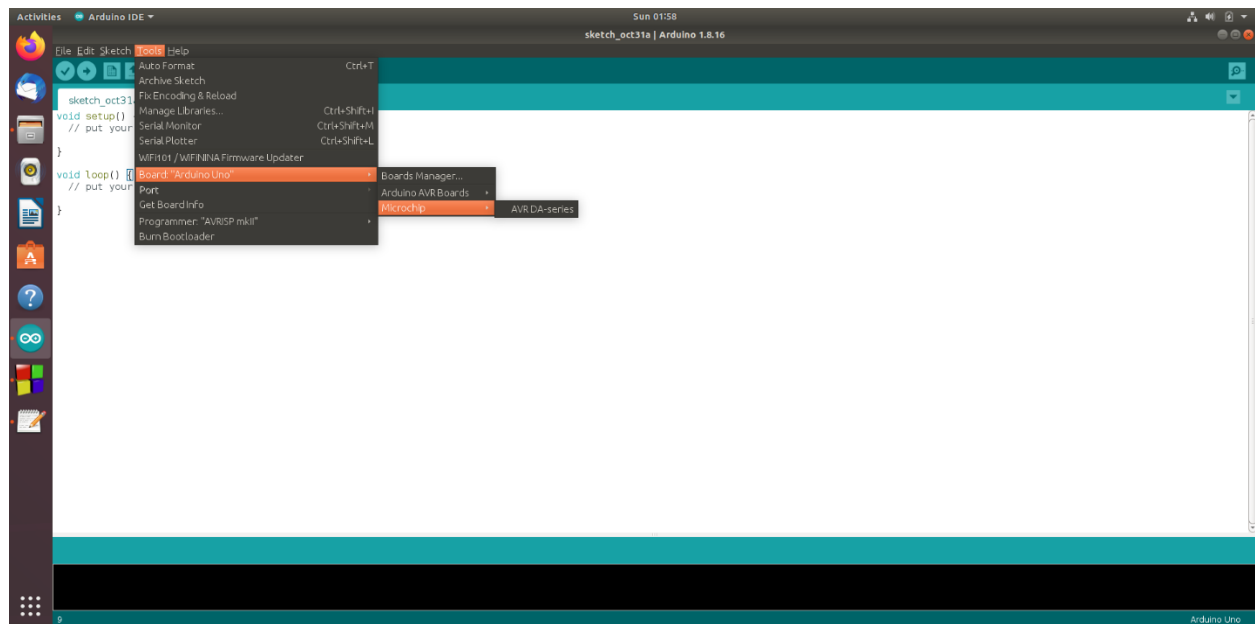 Activities Arduino IDE Sun 01:58
sketch_oct31a | Arduino 1.8.16
File Edit Sketch Tools Help
sketch_oct31
void setup()
// put your
}
void loop() {
// put your
}
Auto Format Ctrl+T
Archive Sketch
Fix Encoding & Reload
Manage Libraries... Ctrl+Shift+I
Serial Monitor Ctrl+Shift+M
Serial Plotter Ctrl+Shift+L
WiFi101 / WiFiNINA Firmware Updater
Board: "Arduino Uno"
Port
Get Board Info
Programmer: "AVRISP mkII"
Burn Bootloader
Boards Manager...
Arduino AVR Boards
Microchip
AVR DA-series
9 Arduino Uno